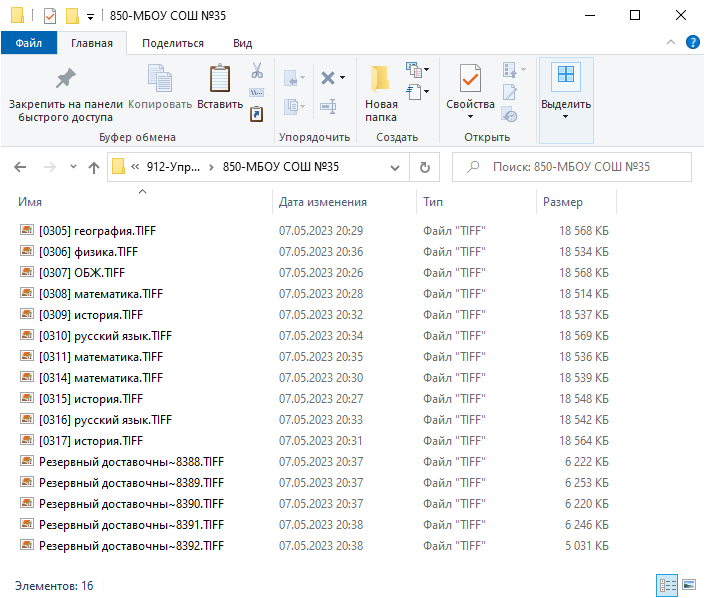 850-МБОУ СОШ №35
Файл Главная Поделиться Вид
Закрепить на панели быстрого доступа Копировать Вставить Новая папка Свойства Выделить
Буфер обмена Упорядочить Создать Открыть
« 912-Упр... › 850-МБОУ СОШ №35 Поиск: 850-МБОУ СОШ №35
Имя Дата изменения Тип Размер
[0305] география.TIFF 07.05.2023 20:29 Файл "TIFF" 18 568 КБ
[0306] физика.TIFF 07.05.2023 20:36 Файл "TIFF" 18 534 КБ
[0307] ОБЖ.TIFF 07.05.2023 20:26 Файл "TIFF" 18 568 КБ
[0308] математика.TIFF 07.05.2023 20:28 Файл "TIFF" 18 514 КБ
[0309] история.TIFF 07.05.2023 20:32 Файл "TIFF" 18 537 КБ
[0310] русский язык.TIFF 07.05.2023 20:34 Файл "TIFF" 18 569 КБ
[0311] математика.TIFF 07.05.2023 20:35 Файл "TIFF" 18 536 КБ
[0314] математика.TIFF 07.05.2023 20:30 Файл "TIFF" 18 539 КБ
[0315] история.TIFF 07.05.2023 20:27 Файл "TIFF" 18 548 КБ
[0316] русский язык.TIFF 07.05.2023 20:33 Файл "TIFF" 18 542 КБ
[0317] история.TIFF 07.05.2023 20:31 Файл "TIFF" 18 564 КБ
Резервный доставочны~8388.TIFF 07.05.2023 20:37 Файл "TIFF" 6 222 КБ
Резервный доставочны~8389.TIFF 07.05.2023 20:37 Файл "TIFF" 6 253 КБ
Резервный доставочны~8390.TIFF 07.05.2023 20:37 Файл "TIFF" 6 220 КБ
Резервный доставочны~8391.TIFF 07.05.2023 20:38 Файл "TIFF" 6 246 КБ
Резервный доставочны~8392.TIFF 07.05.2023 20:38 Файл "TIFF" 5 031 КБ
Элементов: 16